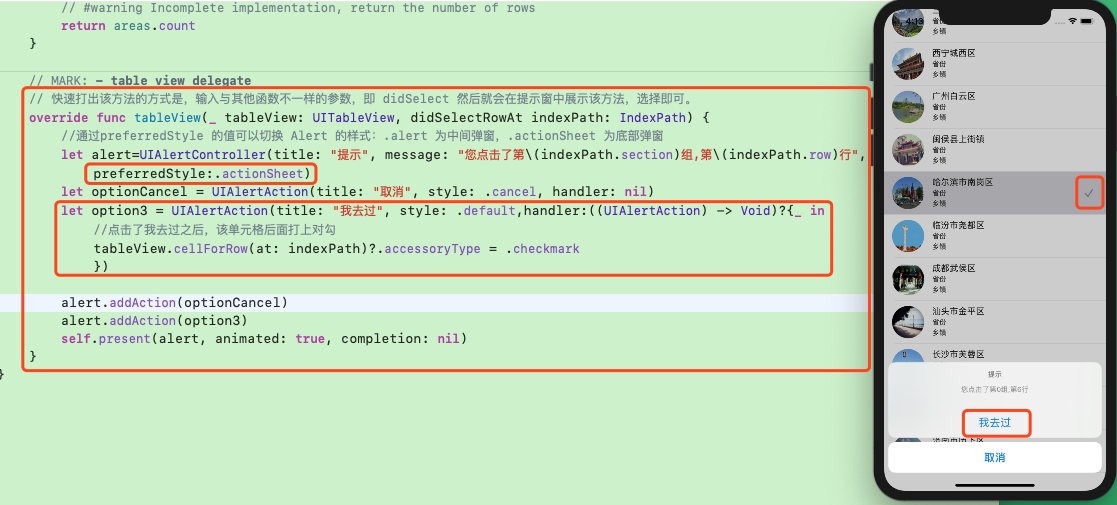 // #warning Incomplete implementation, return the number of rows
return areas.count
}
// MARK: - table view delegate
// 快速打出该方法的方式是，输入与其他函数不一样的参数，即 didSelect 然后就会在提示窗中展示该方法，选择即可。
override func tableView(_ tableView: UITableView, didSelectRowAt indexPath: IndexPath) {
//通过preferredStyle 的值可以切换 Alert 的样式：.alert 为中间弹窗，.actionSheet 为底部弹窗
let alert=UIAlertController(title: "提示", message: "您点击了第\(indexPath.section)组,第\(indexPath.row)行",
preferredStyle:.actionSheet)
let optionCancel = UIAlertAction(title: "取消", style: .cancel, handler: nil)
let option3 = UIAlertAction(title: "我去过", style: .default,handler:((UIAlertAction) -> Void)?{_ in
//点击了我去过之后，该单元格后面打上对勾
tableView.cellForRow(at: indexPath)?.accessoryType = .checkmark
})
alert.addAction(optionCancel)
alert.addAction(option3)
self.present(alert, animated: true, completion: nil)
}
}
4:13
省份
乡镇
西宁城西区
省份
乡镇
广州白云区
省份
乡镇
闽侯县上街镇
省份
乡镇
哈尔滨市南岗区
省份
乡镇
临汾市尧都区
省份
乡镇
成都武侯区
省份
乡镇
汕头市金平区
省份
乡镇
长沙市芙蓉区
提示
您点击了第0组,第6行
我去过
取消